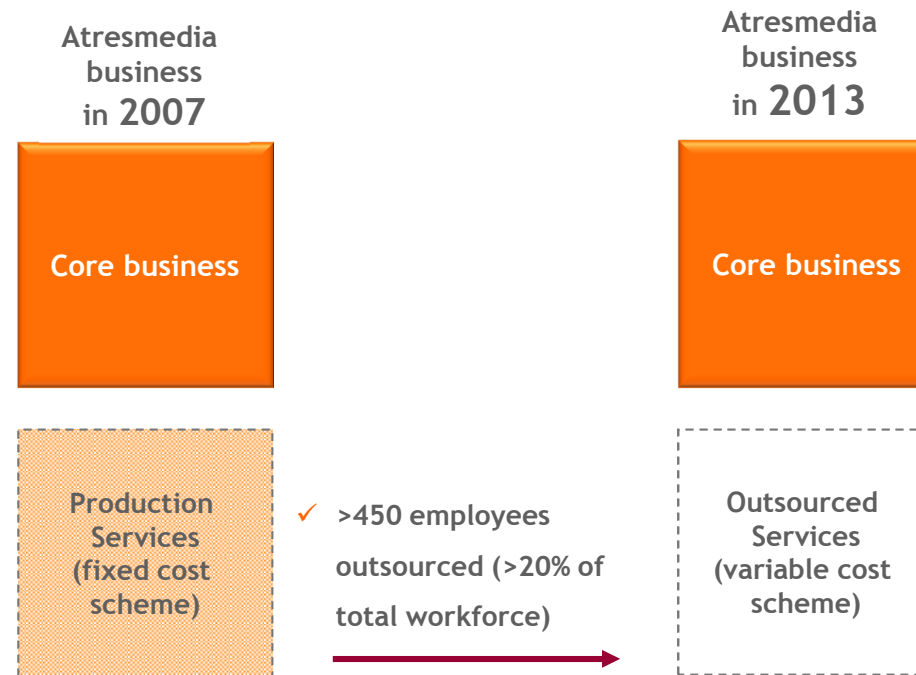 Atresmedia
business
in 2007
Atresmedia
business
in 2013
Core business
Core business
Production
Services
(fixed cost
scheme)
✓ >450 employees
outsourced (>20% of
total workforce)
Outsourced
Services
(variable cost
scheme)